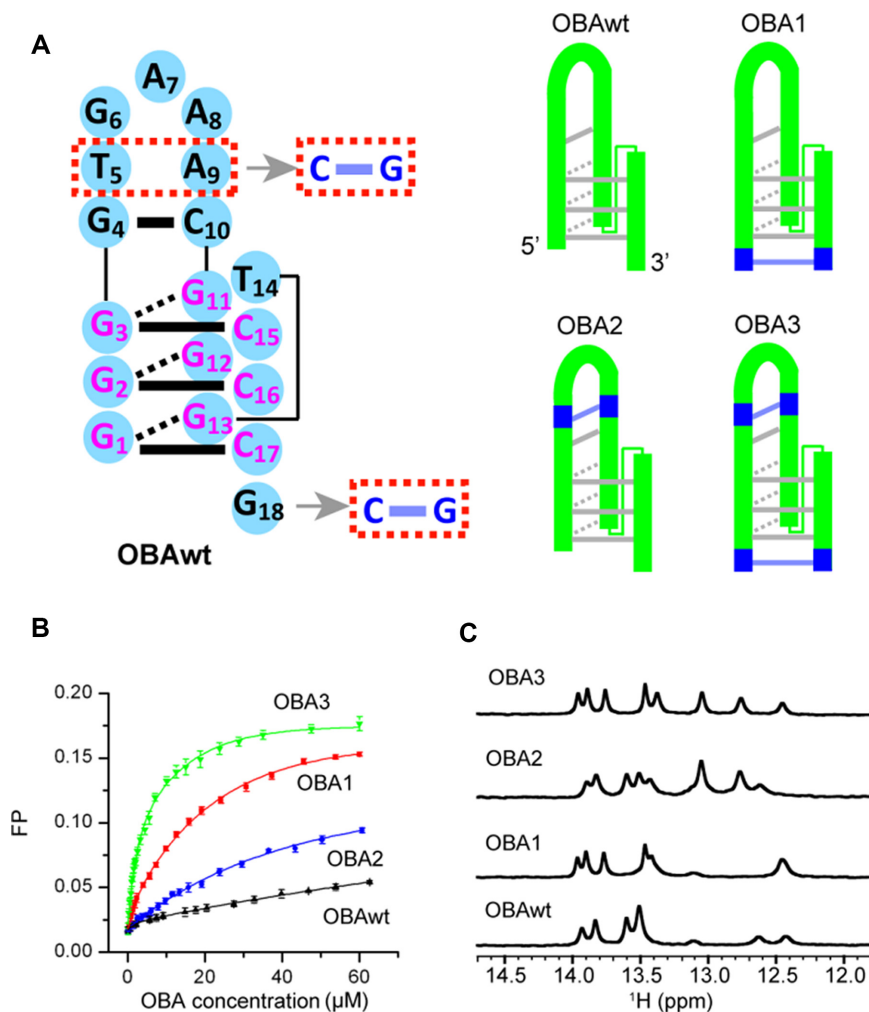 A
OBAwt
OBA1
A7
G6
A8
T5
A9
C
G
G4
C10
5'
3'
T14
G11
G3
C15
OBA2
OBA3
G12
G2
C16
G13
G1
C17
G18
C
G
OBAwt
B
C
0.20
0.15
0.10
0.05
0.00
FP
OBA3
OBA1
OBA2
OBAwt
0
20
40
60
OBA concentration (µM)
OBA3
OBA2
OBA1
OBAwt
14.5
14.0
13.5
13.0
12.5
12.0
1H (ppm)